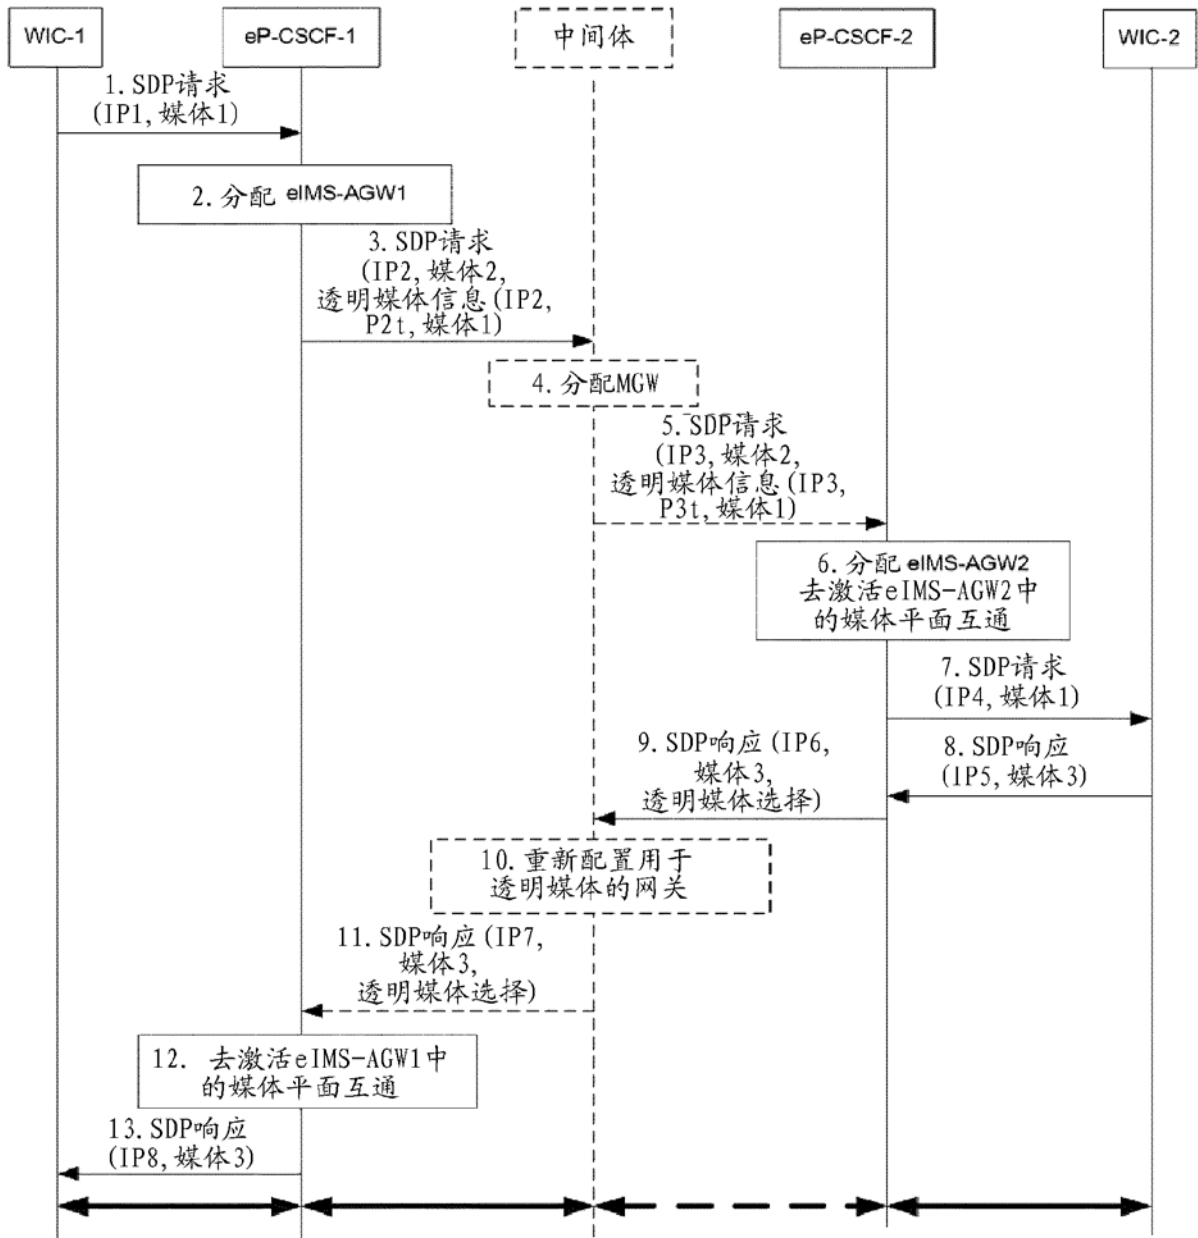 WIC-1
eP-CSCF-1
中间体
eP-CSCF-2
WIC-2
1.SDP请求
(IP1,媒体1)
2.分配 eIMS-AGW1
3.SDP请求
(IP2,媒体2,
透明媒体信息(IP2,
P2t,媒体1)
4.分配MGW
5.SDP请求
(IP3,媒体2,
透明媒体信息(IP3,
P3t,媒体1)
6.分配 eIMS-AGW2
去激活eIMS-AGW2中
的媒体平面互通
7.SDP请求
(IP4,媒体1)
8.SDP响应
(IP5,媒体3)
9.SDP响应(IP6,
媒体3,
透明媒体选择)
10.重新配置用于
透明媒体的网关
11.SDP响应(IP7,
媒体3,
透明媒体选择)
12. 去激活eIMS-AGW1中
的媒体平面互通
13.SDP响应
(IP8,媒体3)